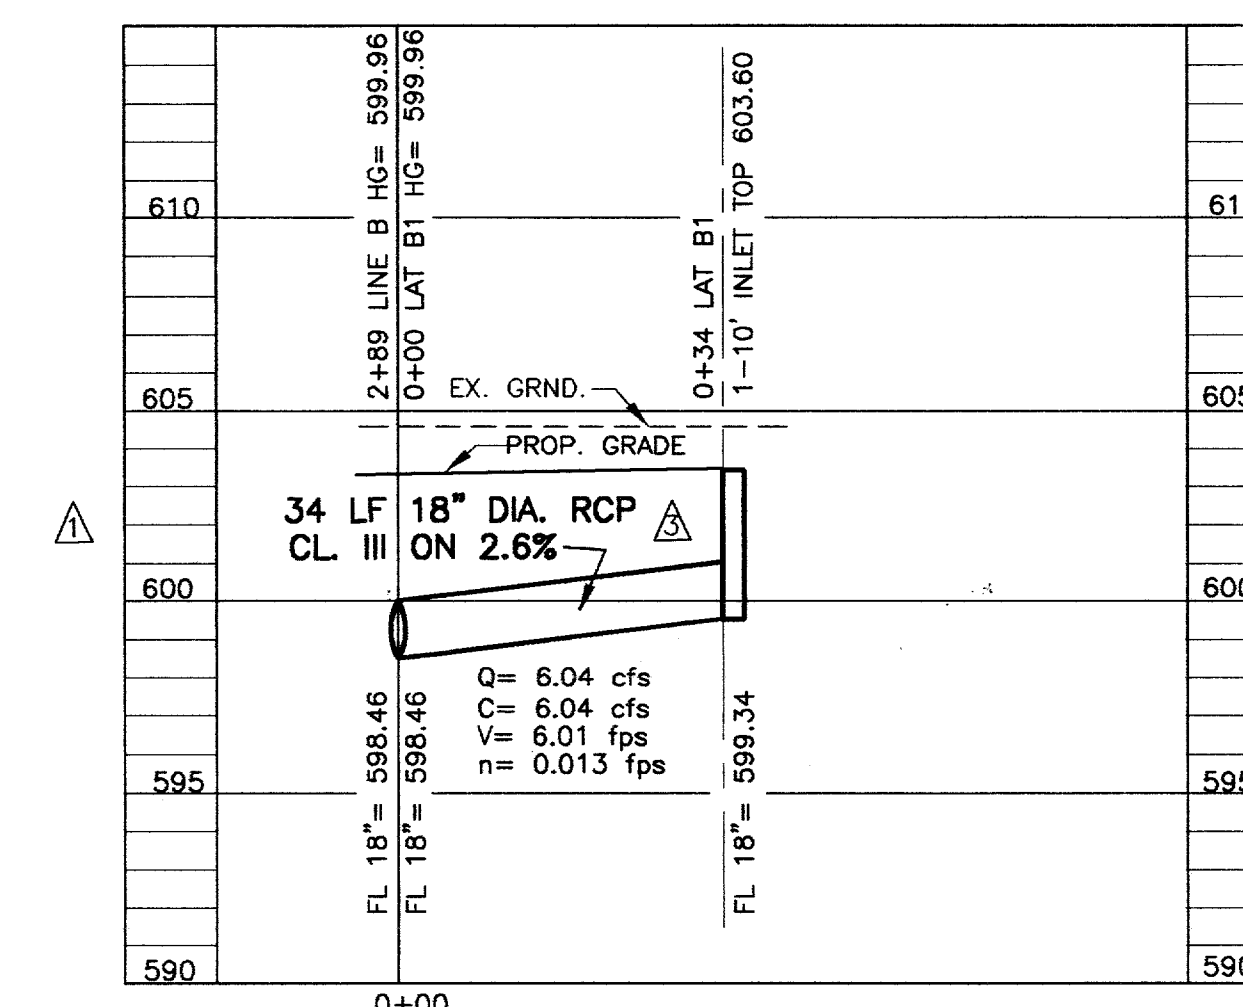 2+89 LINE B HG= 599.96
0+00 LAT B1 HG= 599.96
0+34 LAT B1
1-10' INLET TOP 603.60
610
61
605
605
EX. GRND.
PROP. GRADE
34 LF 18" DIA. RCP
CL. III ON 2.6%
3
1
600
600
Q= 6.04 cfs
C= 6.04 cfs
V= 6.01 fps
n= 0.013 fps
FL 18"= 598.46
FL 18"= 598.46
FL 18"= 599.34
595
595
590
590
0+00